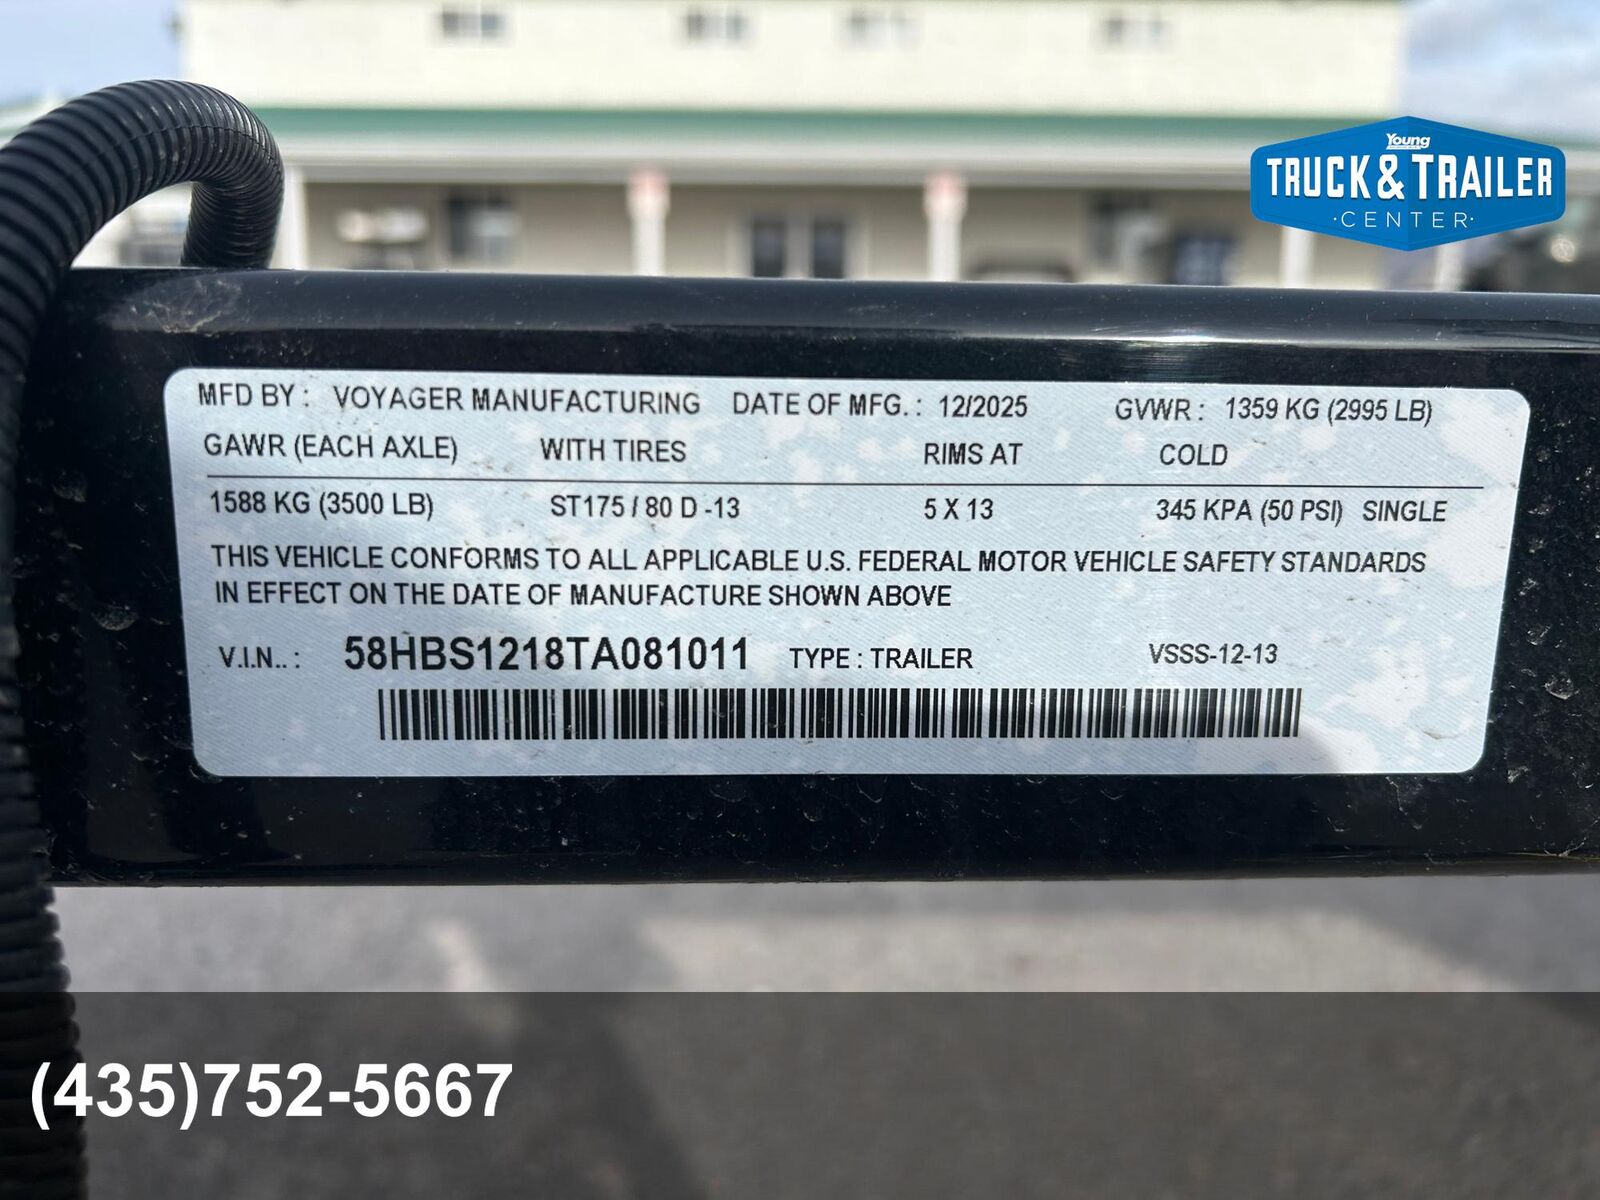 Young
TRUCK & TRAILER
·CENTER·
MFD BY : VOYAGER MANUFACTURING DATE OF MFG. : 12/2025 GVWR : 1359 KG (2995 LB)
GAWR (EACH AXLE) WITH TIRES RIMS AT COLD
1588 KG (3500 LB) ST175 / 80 D -13 5 X 13 345 KPA (50 PSI) SINGLE
THIS VEHICLE CONFORMS TO ALL APPLICABLE U.S. FEDERAL MOTOR VEHICLE SAFETY STANDARDS
IN EFFECT ON THE DATE OF MANUFACTURE SHOWN ABOVE
V.I.N.. : 58HBS1218TA081011 TYPE : TRAILER VSSS-12-13
(435)752-5667